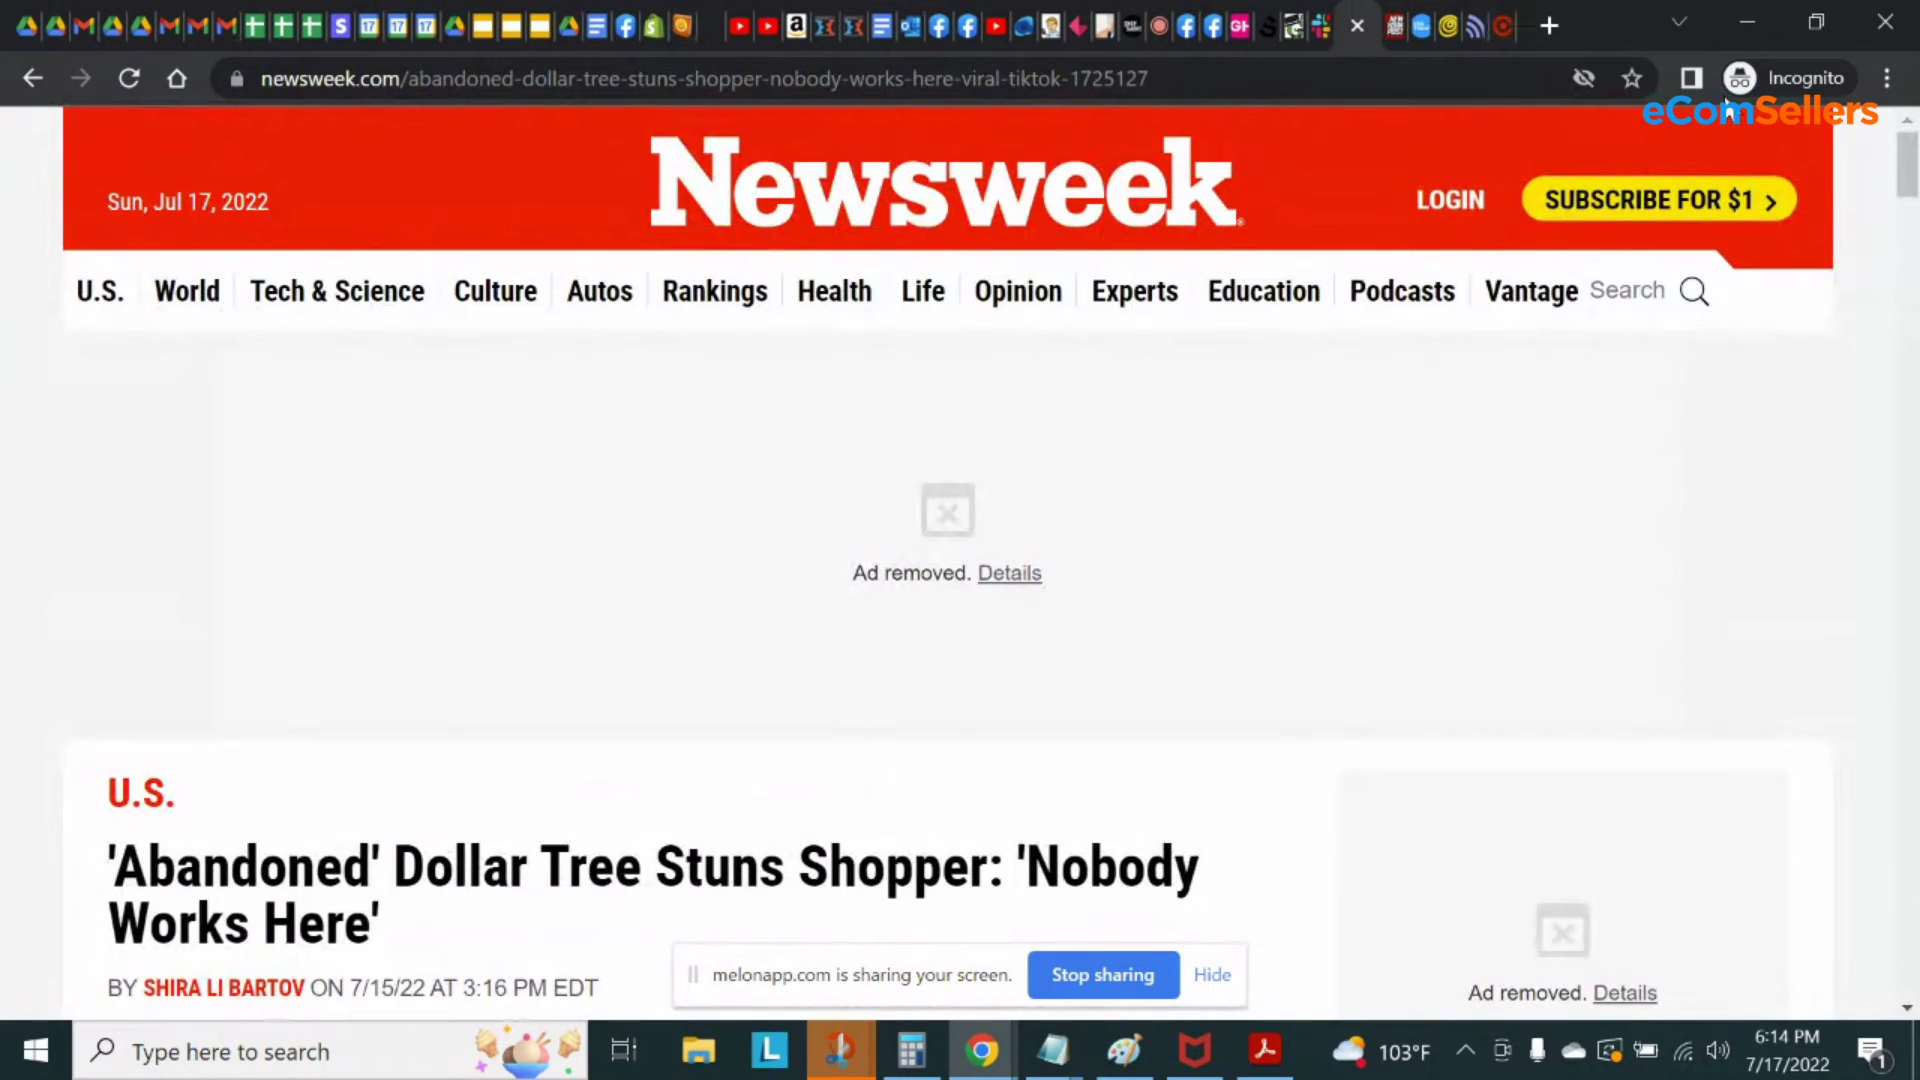 newsweek.com/abandoned-dollar-tree-stuns-shopper-nobody-works-here-viral-tiktok-1725127
Incognito
eComSellers
Sun, Jul 17, 2022
Newsweek
LOGIN
SUBSCRIBE FOR $1 >
U.S. World Tech & Science Culture Autos Rankings Health Life Opinion Experts Education Podcasts Vantage Search
Ad removed. Details
U.S.
'Abandoned' Dollar Tree Stuns Shopper: 'Nobody
Works Here'
BY SHIRA LI BARTOV ON 7/15/22 AT 3:16 PM EDT
melonapp.com is sharing your screen. Stop sharing Hide
Ad removed. Details
Type here to search
103°F
6:14 PM
7/17/2022
1